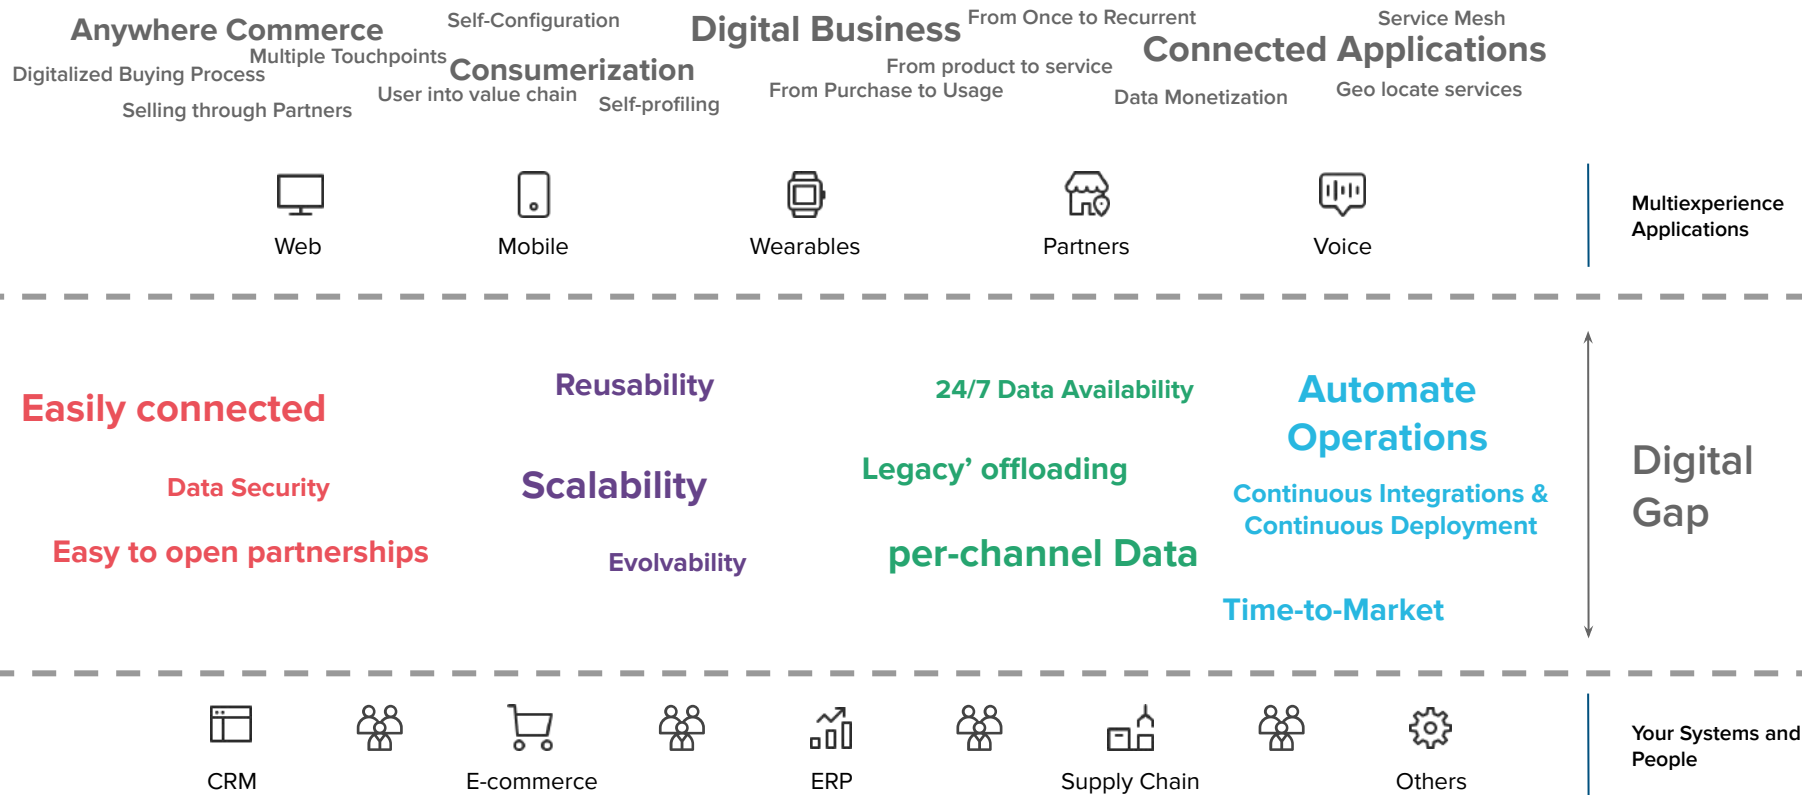 Anywhere Commerce
Self-Configuration
Digital Business
From Once to Recurrent
Service Mesh
Multiple Touchpoints
Connected Applications
Digitalized Buying Process
Consumerization
From product to service
User into value chain
Self-profiling
From Purchase to Usage
Data Monetization
Geo locate services
Selling through Partners
Web
Mobile
Wearables
Partners
Voice
Multiexperience
Applications
Easily connected
Data Security
Easy to open partnerships
Reusability
Scalability
Evolvability
24/7 Data Availability
Legacy’ offloading
per-channel Data
Automate
Operations
Continuous Integrations &
Continuous Deployment
Time-to-Market
Digital
Gap
CRM
E-commerce
ERP
Supply Chain
Others
Your Systems and
People